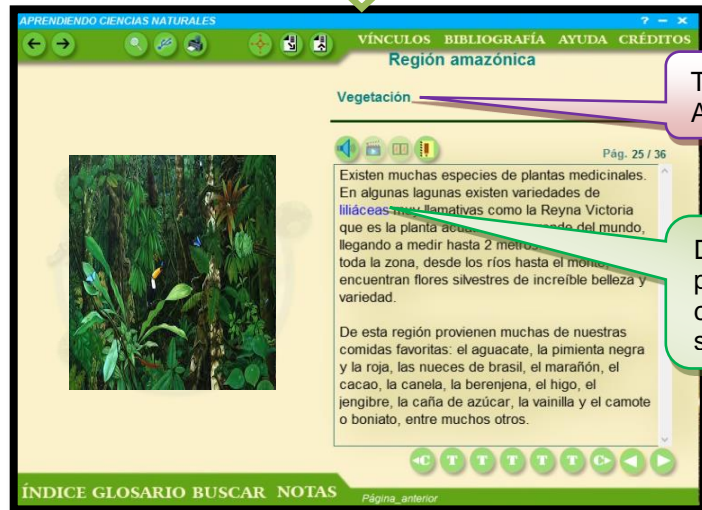 APRENDIENDO CIENCIAS NATURALES
? – ×
VÍNCULOS BIBLIOGRAFÍA AYUDA CRÉDITOS
Región amazónica
Vegetación
Pág. 25 / 36
Existen muchas especies de plantas medicinales.
En algunas lagunas existen variedades de
liliáceas muy llamativas como la Reyna Victoria
que es la planta del mundo,
llegando a medir hasta 2 metros
toda la zona, desde los ríos hasta el monte,
encuentran flores silvestres de increíble belleza y
variedad.
De esta región provienen muchas de nuestras
comidas favoritas: el aguacate, la pimienta negra
y la roja, las nueces de brasil, el marañón, el
cacao, la canela, la berenjena, el higo, el
jengibre, la caña de azúcar, la vainilla y el camote
o boniato, entre muchos otros.
C T T T T T C
ÍNDICE GLOSARIO BUSCAR NOTAS
Página_anterior
T
A
D
p
c
s